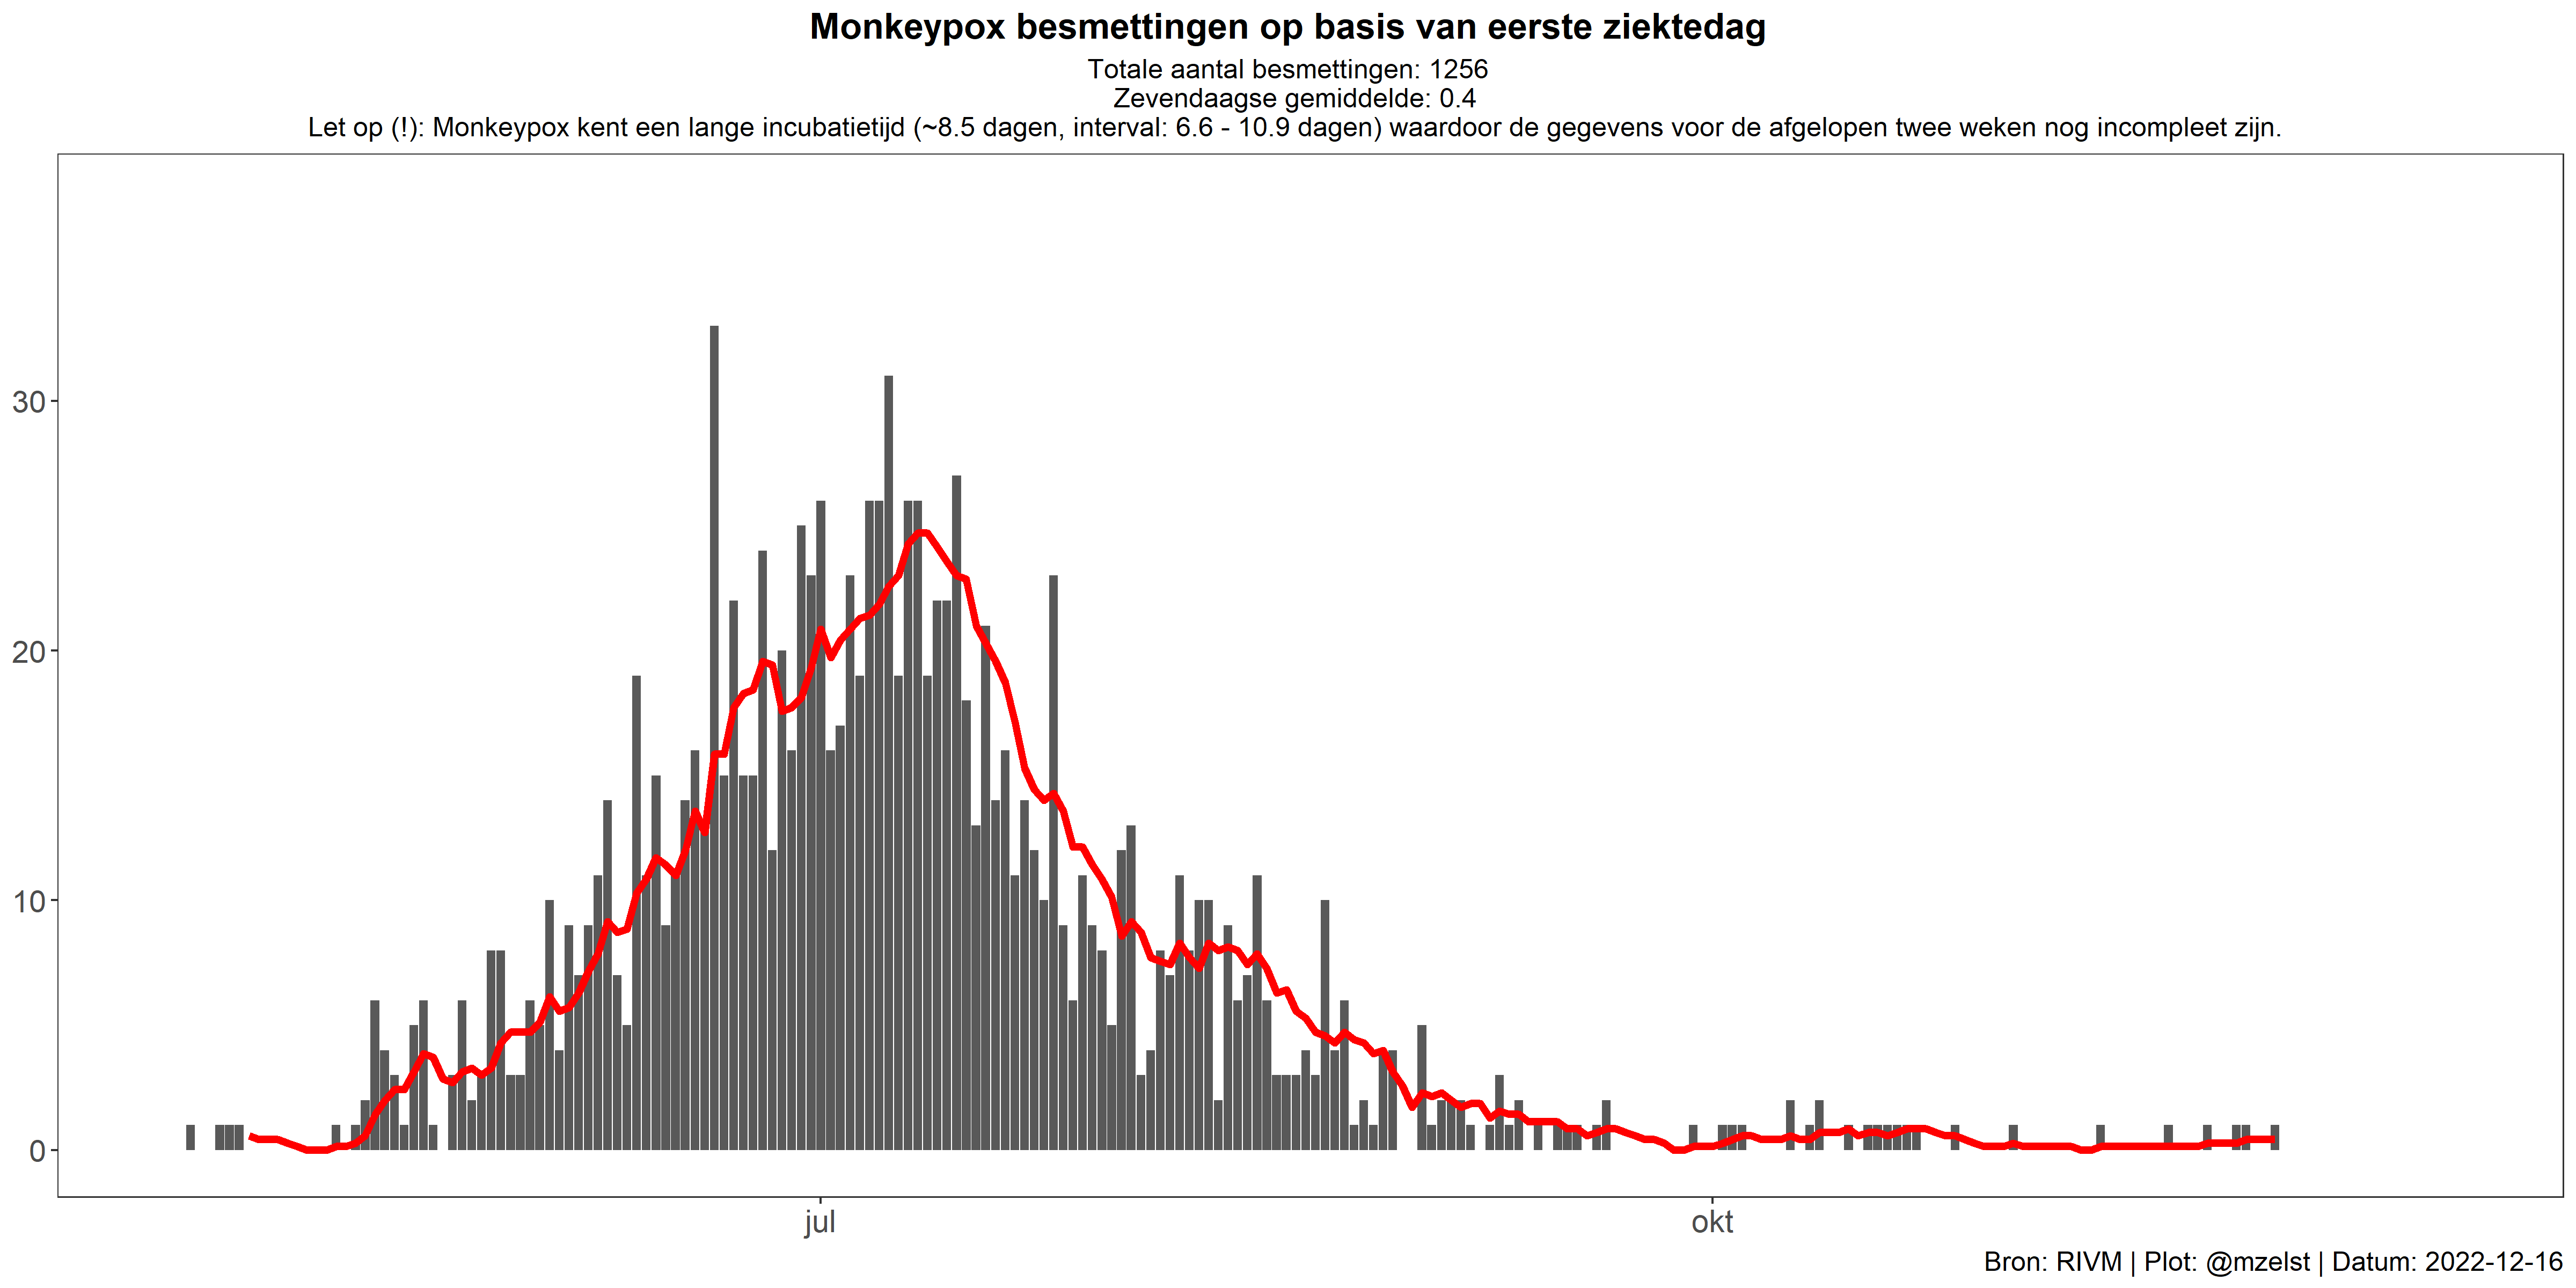 Monkeypox besmettingen op basis van eerste ziektedag
Totale aantal besmettingen: 1256
Zevendaagse gemiddelde: 0.4
Let op (!): Monkeypox kent een lange incubatietijd (~8.5 dagen, interval: 6.6 - 10.9 dagen) waardoor de gegevens voor de afgelopen twee weken nog incompleet zijn.
30
20
10
0
jul okt
Bron: RIVM | Plot: @mzelst | Datum: 2022-12-16